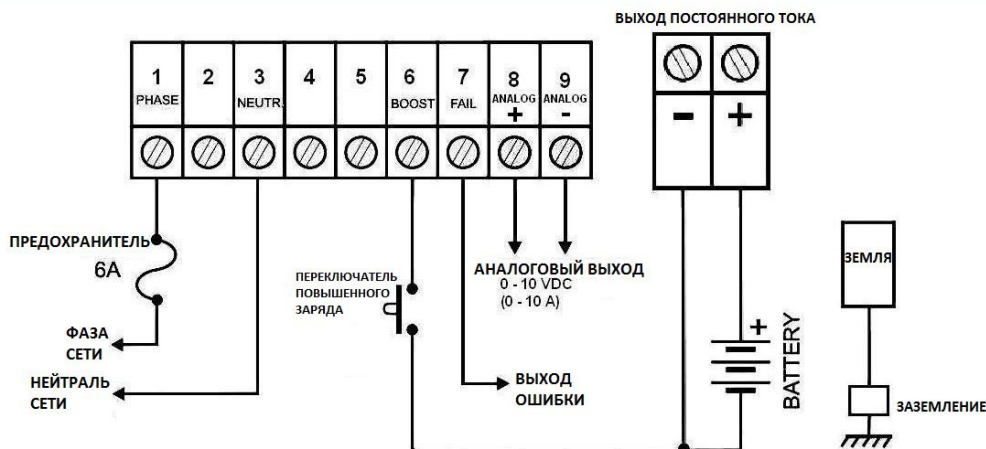 ВЫХОД ПОСТОЯННОГО ТОКА
1 2 3 4 5 6 7 8 9
PHASE NEUTR. BOOST FAIL ANALOG ANALOG
+ -
- +
ПРЕДОХРАНИТЕЛЬ
6A
ФАЗА
СЕТИ
НЕЙТРАЛЬ
СЕТИ
ПЕРЕКЛЮЧАТЕЛЬ
ПОВЫШЕННОГО
ЗАРЯДА
АНАЛОГОВЫЙ ВЫХОД
0 - 10 VDC
(0 - 10 A)
ВЫХОД
ОШИБКИ
+
BATTERY
ЗЕМЛЯ
ЗАЗЕМЛЕНИЕ